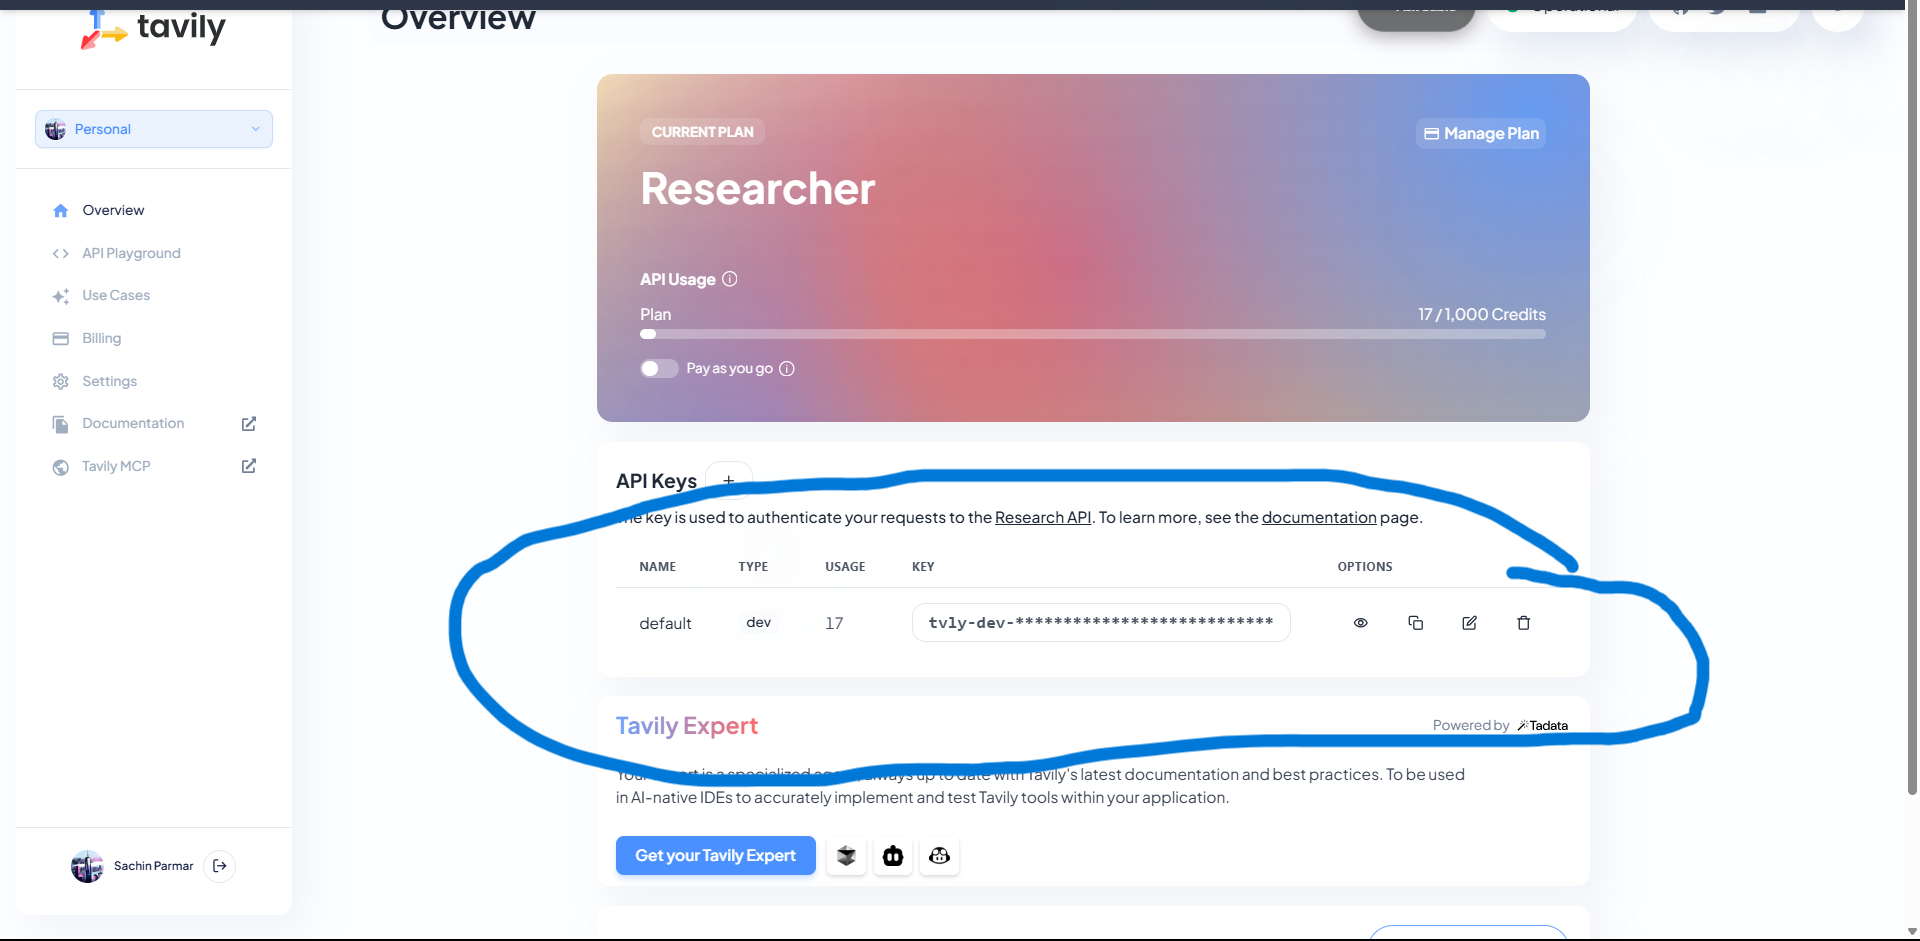 tavily
Overview
Personal
Overview
API Playground
Use Cases
Billing
Settings
Documentation
Tavily MCP
Sachin Parmar
CURRENT PLAN
Manage Plan
Researcher
API Usage
Plan
17 / 1,000 Credits
Pay as you go
API Keys +
key is used to authenticate your requests to the Research API. To learn more, see the documentation page.
NAME TYPE USAGE KEY OPTIONS
default dev 17 tvly-dev-***************************
Tavily Expert
Powered by Tadata
is a specialized always up to date with Tavily's latest documentation and best practices. To be used
in AI-native IDEs to accurately implement and test Tavily tools within your application.
Get your Tavily Expert